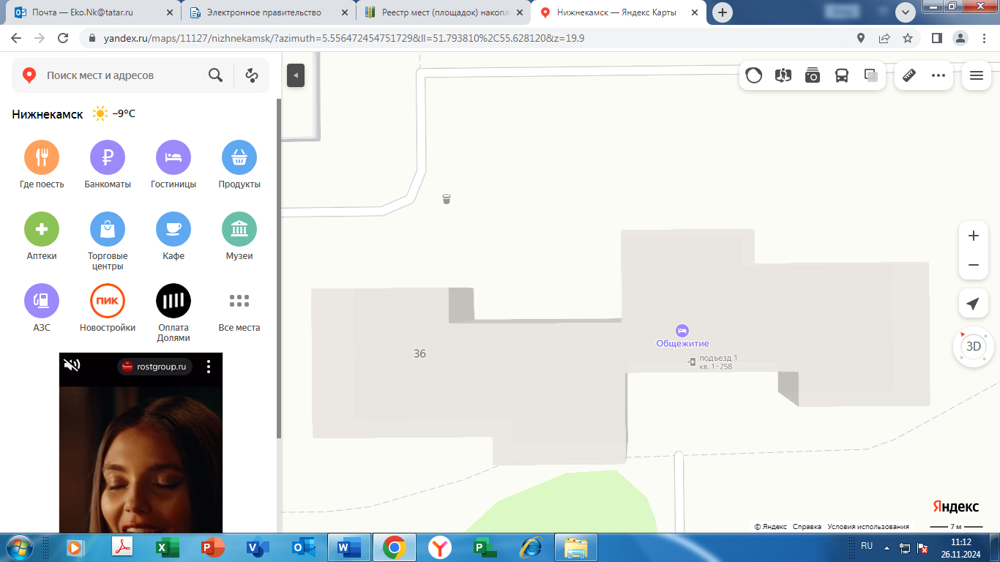 Почта — Eko.Nk@tatar.ru
Электронное правительство
Реестр мест (площадок) накопл
Нижнекамск — Яндекс Карты
yandex.ru/maps/11127/nizhnekamsk/?azimuth=5.556472454751729&ll=51.793810%2C55.628120&z=19.9
Поиск мест и адресов
Нижнекамск
−9°C
Где поесть
Банкоматы
Гостиницы
Продукты
Аптеки
Торговые
центры
Кафе
Музеи
ПИК
АЗС
Новостройки
Оплата
Долями
Все места
rostgroup.ru
36
Общежитие
подъезд 1
кв. 1–258
3D
Яндекс
© Яндекс Справка Условия использования
7 м
RU
11:12
26.11.2024